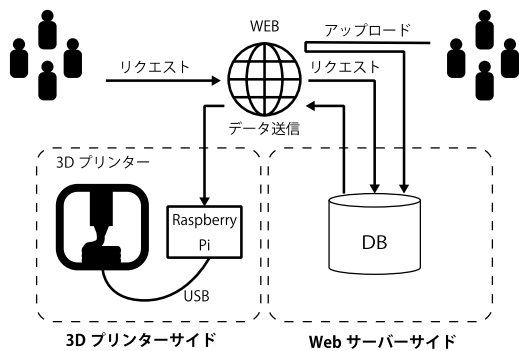 WEB
アップロード
リクエスト
リクエスト
データ送信
3D プリンター
Raspberry
Pi
DB
USB
3D プリンターサイド
Web サーバーサイド